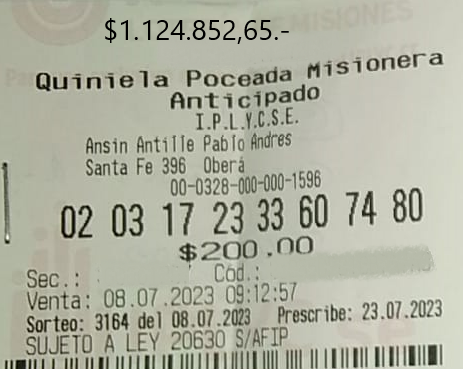 $1.124.852,65.-
Quiniela Poceada Misionera
Anticipado
I.P.L.Y.C.S.E.
Ansin Antille Pablo Andres
Santa Fe 396 Oberá
00-0328-000-000-1596
02 03 17 23 33 60 74 80
$200.00
Sec.: Cód.:
Venta: 08.07.2023 09:12:57
Sorteo: 3164 del 08.07.2023 Prescribe: 23.07.2023
SUJETO A LEY 20630 S/AFIP